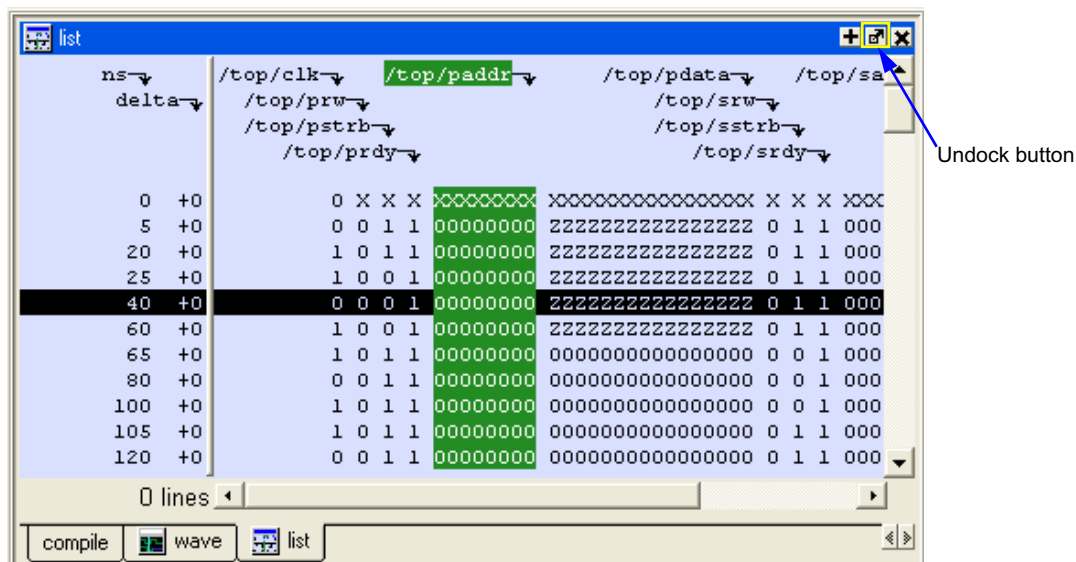 list
ns /top/clk /top/paddr /top/pdata /top/sa
delta /top/prw /top/srw
/top/pstrb /top/sstrb
/top/prdy /top/srdy
Undock button
0 +0 0 X X X XXXXXXXX XXXXXXXXXXXXXXXX X X X XXX
5 +0 0 0 1 1 00000000 ZZZZZZZZZZZZZZZZ 0 1 1 000
20 +0 1 0 1 1 00000000 ZZZZZZZZZZZZZZZZ 0 1 1 000
25 +0 1 0 0 1 00000000 ZZZZZZZZZZZZZZZZ 0 1 1 000
40 +0 0 0 0 1 00000000 ZZZZZZZZZZZZZZZZ 0 1 1 000
60 +0 1 0 0 1 00000000 ZZZZZZZZZZZZZZZZ 0 1 1 000
65 +0 1 0 1 1 00000000 0000000000000000 0 0 1 000
80 +0 0 0 1 1 00000000 0000000000000000 0 0 1 000
100 +0 1 0 1 1 00000000 0000000000000000 0 0 1 000
105 +0 1 0 1 1 00000000 0000000000000000 0 1 1 000
120 +0 0 0 1 1 00000000 0000000000000000 0 1 1 000
0 lines
compile wave list